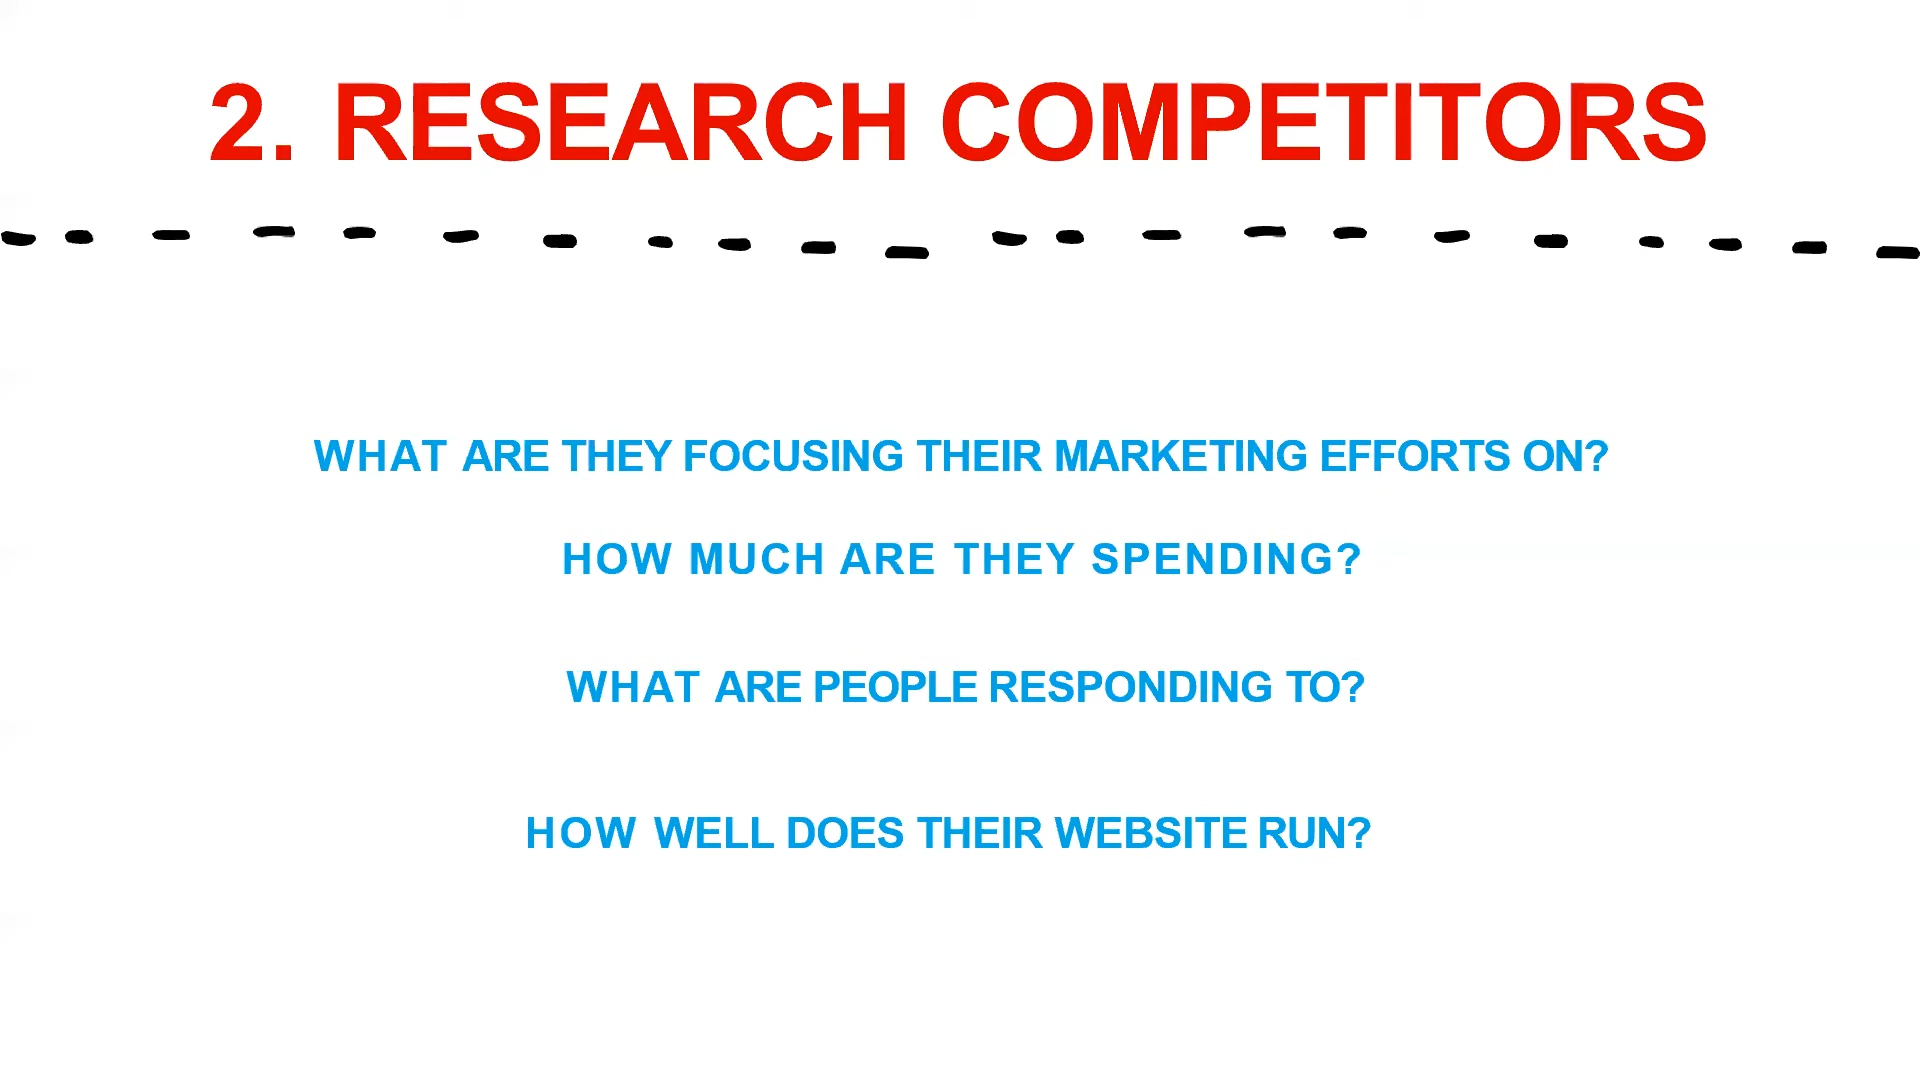 2. RESEARCH COMPETITORS
WHAT ARE THEY FOCUSING THEIR MARKETING EFFORTS ON?
HOW MUCH ARE THEY SPENDING?
WHAT ARE PEOPLE RESPONDING TO?
HOW WELL DOES THEIR WEBSITE RUN?